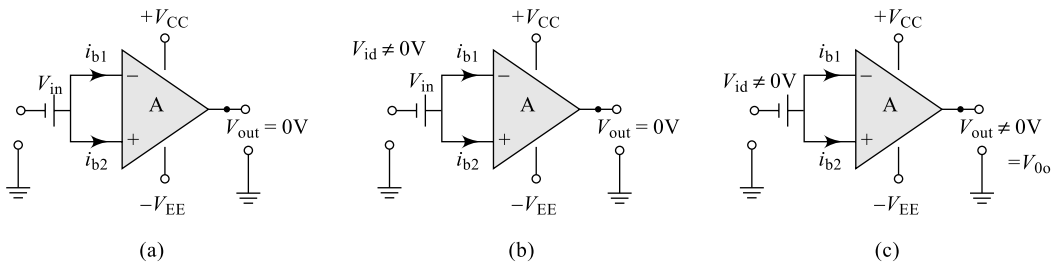 +V_CC
i_b1
V_in
−
A
+
V_out = 0V
i_b2
−V_EE
(a)
+V_CC
V_id ≠ 0V
i_b1
V_in
−
A
+
V_out = 0V
i_b2
−V_EE
(b)
+V_CC
i_b1
V_id ≠ 0V
−
A
+
V_out ≠ 0V
i_b2
=V_0o
−V_EE
(c)